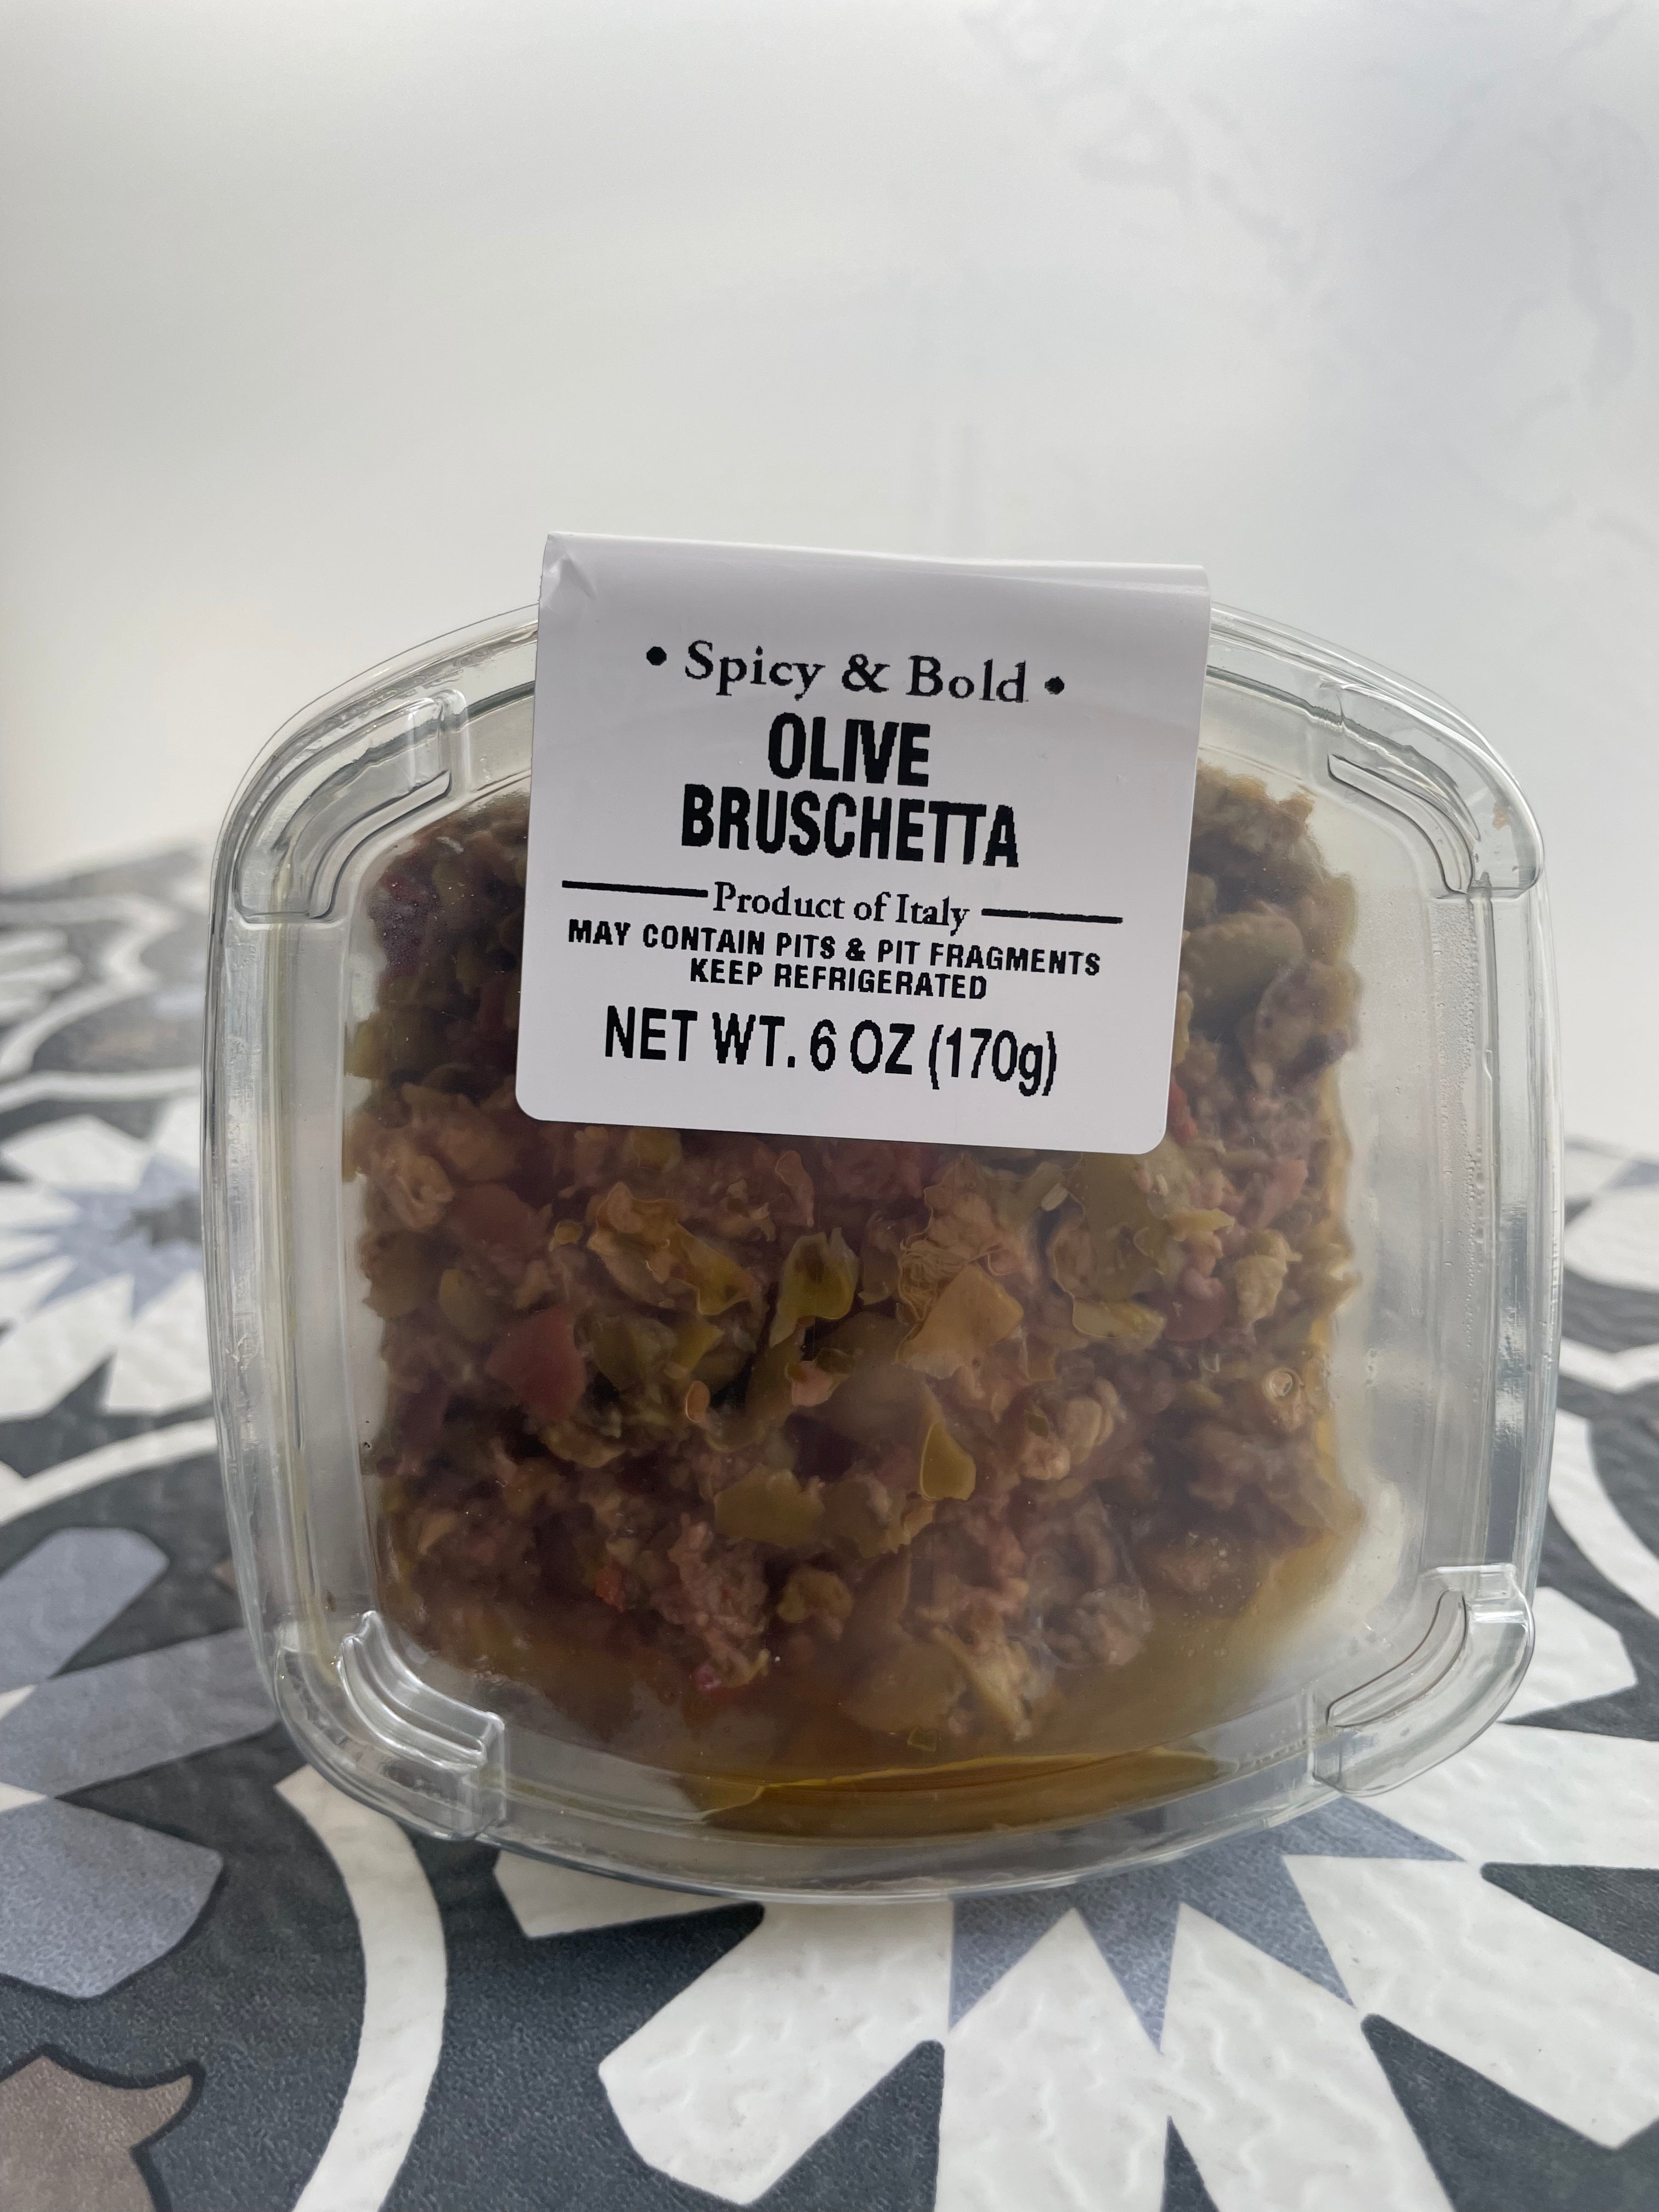 • Spicy & Bold •
OLIVE
BRUSCHETTA
Product of Italy
MAY CONTAIN PITS & PIT FRAGMENTS
KEEP REFRIGERATED
NET WT. 6 OZ (170g)